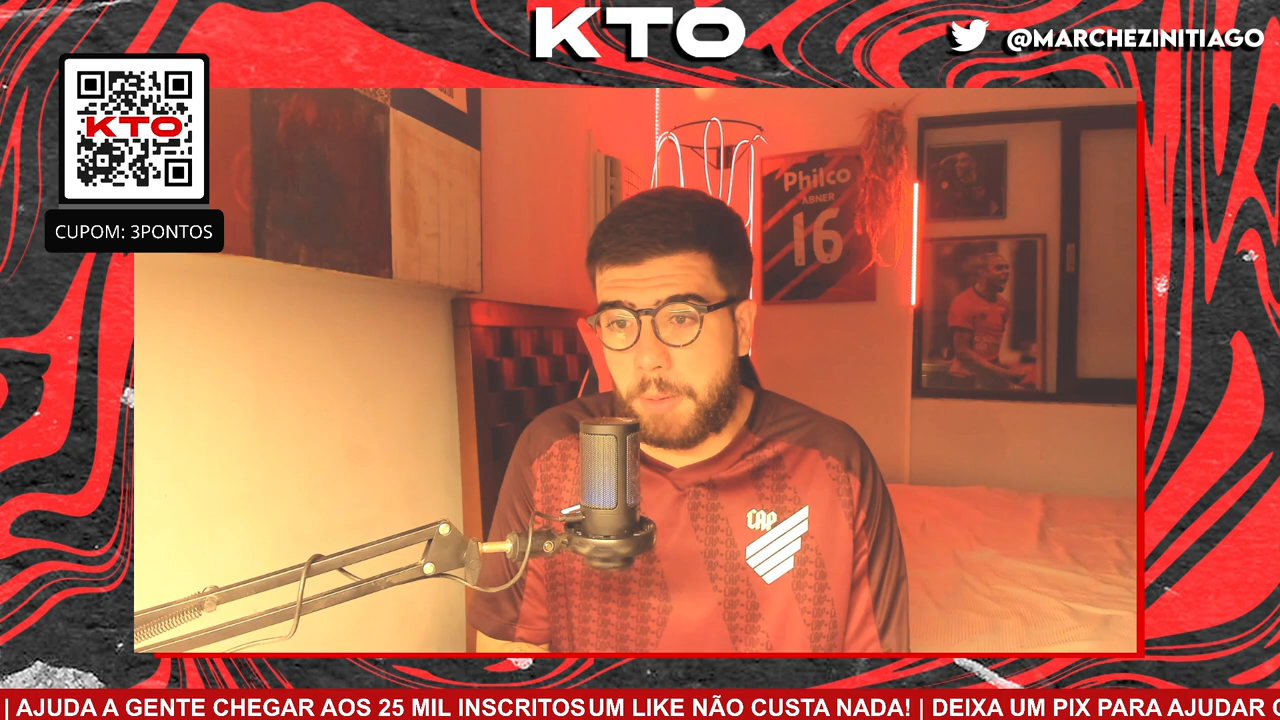 KTO
@MARCHEZINITIAGO
KTO
CUPOM: 3PONTOS
Philco
ABNER
16
CAP
| AJUDA A GENTE CHEGAR AOS 25 MIL INSCRITOS UM LIKE NÃO CUSTA NADA! | DEIXA UM PIX PARA AJUDAR